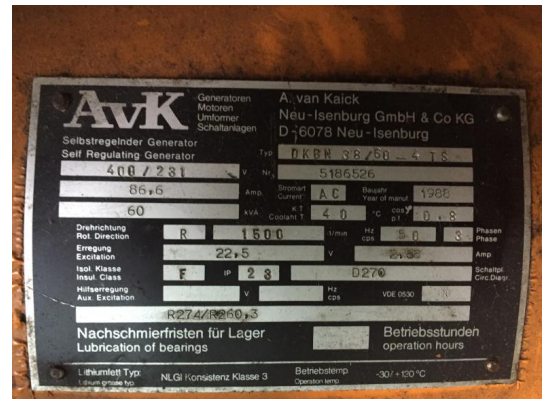 AvK
Generatoren
Motoren
Umformer
Schaltanlagen
A. van Kaick
Neu-Isenburg GmbH & Co KG
D-6078 Neu-Isenburg
Selbstregelnder Generator
Self Regulating Generator
Typ DKBN 38/60 - 4 TS
400/231 V Nr. 5186526
86,6 Amp. Stromart Current AC Baujahr Year of manuf. 1988
60 kVA K.T. Coolant T. 40 °C cos φ p.f. 0,8
Drehrichtung Rot. Direction R 1500 1/min Hz cps 50 3 Phasen Phase
Erregung Excitation 22,5 V Amp.
Isol. Klasse Insul. Class F IP 23 D270 Schaltpl. Circ.Diagr.
Hilfserregung Aux. Excitation V Hz cps VDE 0530
R274/R260,3
Nachschmierfristen für Lager Betriebsstunden
Lubrication of bearings operation hours
Lithiumfett Typ: NLGI Konsistenz Klasse 3 Betriebstemp. -30/+120°C
Lithium grease typ. Operation temp.